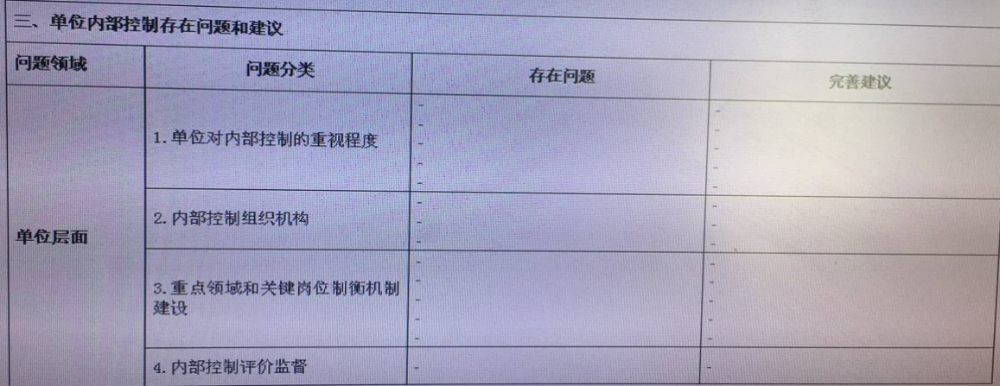 三、单位内部控制存在问题和建议
问题领域 问题分类 存在问题 完善建议
单位层面
1.单位对内部控制的重视程度
- -
- -
- -
- -
- -
2.内部控制组织机构
- -
- -
- -
3.重点领域和关键岗位制衡机制
建设
- -
- -
- -
- -
- -
4.内部控制评价监督
- -